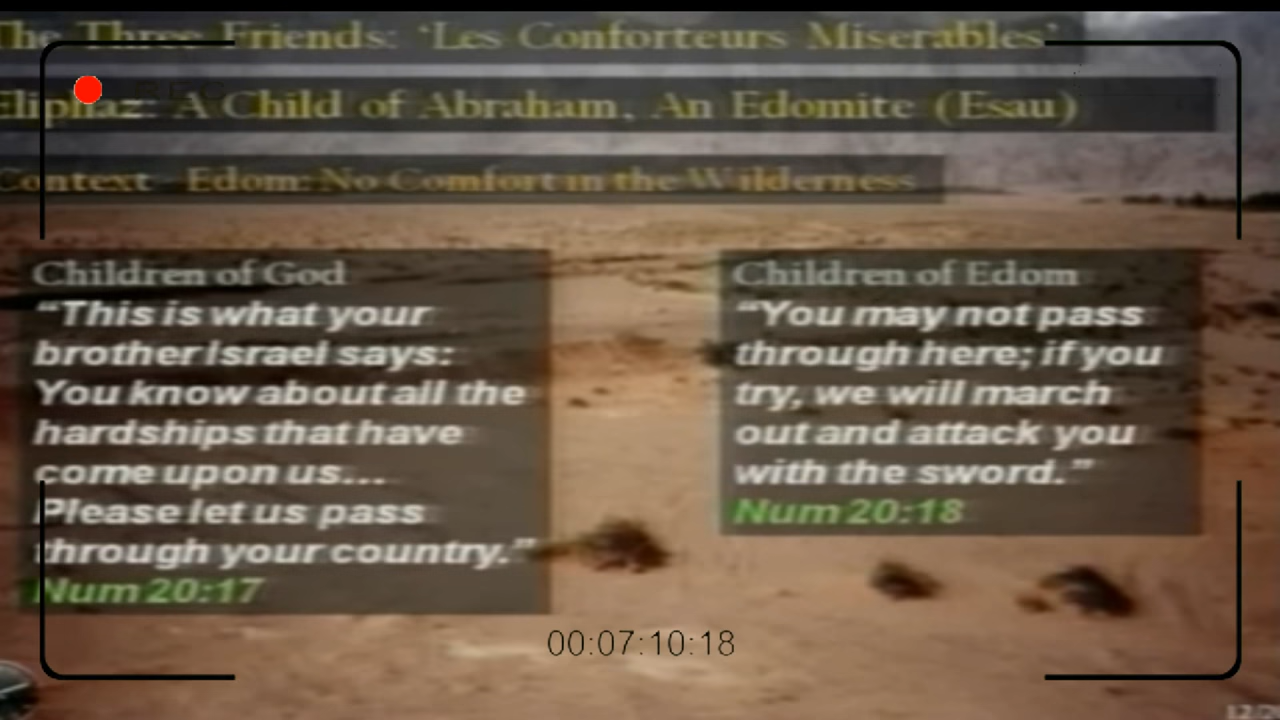 The Three Friends: ‘Les Conforteurs Miserables’
Eliphaz: A Child of Abraham, An Edomite (Esau)
Context Edom: No Comfort in the Wilderness
Children of God
“This is what your
brother Israel says:
You know about all the
hardships that have
come upon us...
Please let us pass
through your country.”
Num 20:17
Children of Edom
“You may not pass
through here; if you
try, we will march
out and attack you
with the sword.”
Num 20:18
00:07:10:18